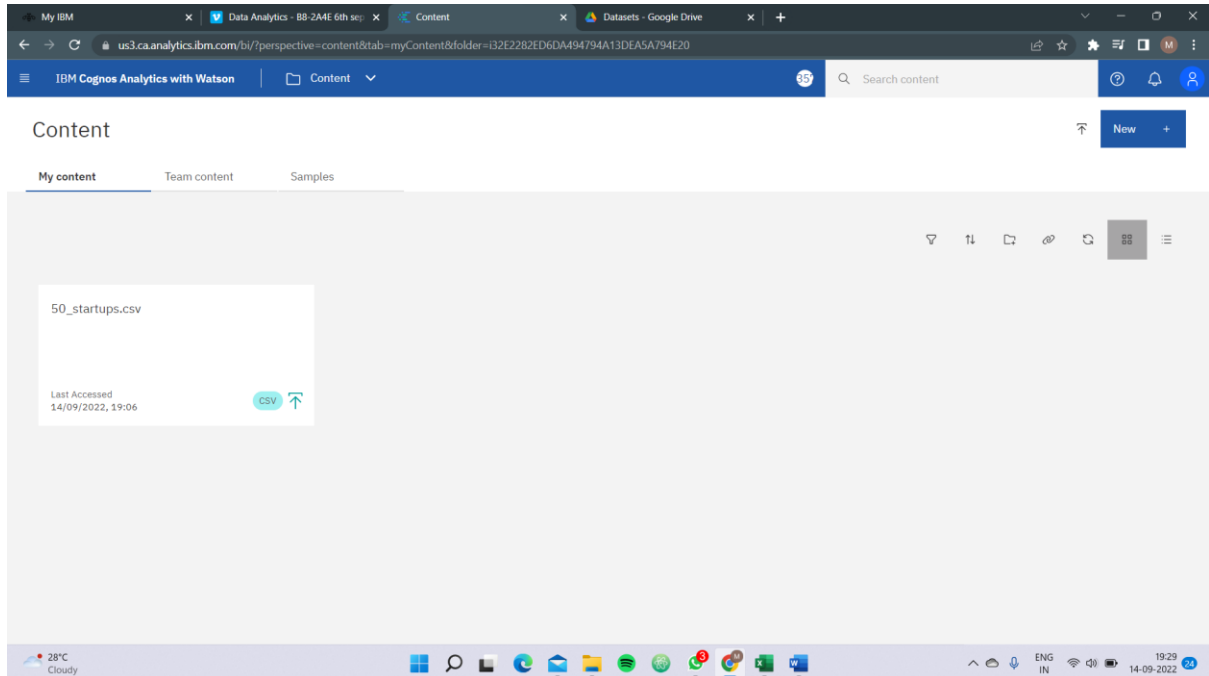 My IBM
Data Analytics - B8-2A4E 6th sep
Content
Datasets - Google Drive
us3.ca.analytics.ibm.com/bi/?perspective=content&tab=myContent&folder=i32E2282ED6DA494794A13DEA5A794E20
M
IBM Cognos Analytics with Watson
Content
Search content
Content
New +
My content
Team content
Samples
50_startups.csv
Last Accessed
14/09/2022, 19:06
CSV
28°C
Cloudy
3
M
ENG
IN
19:29
14-09-2022
24